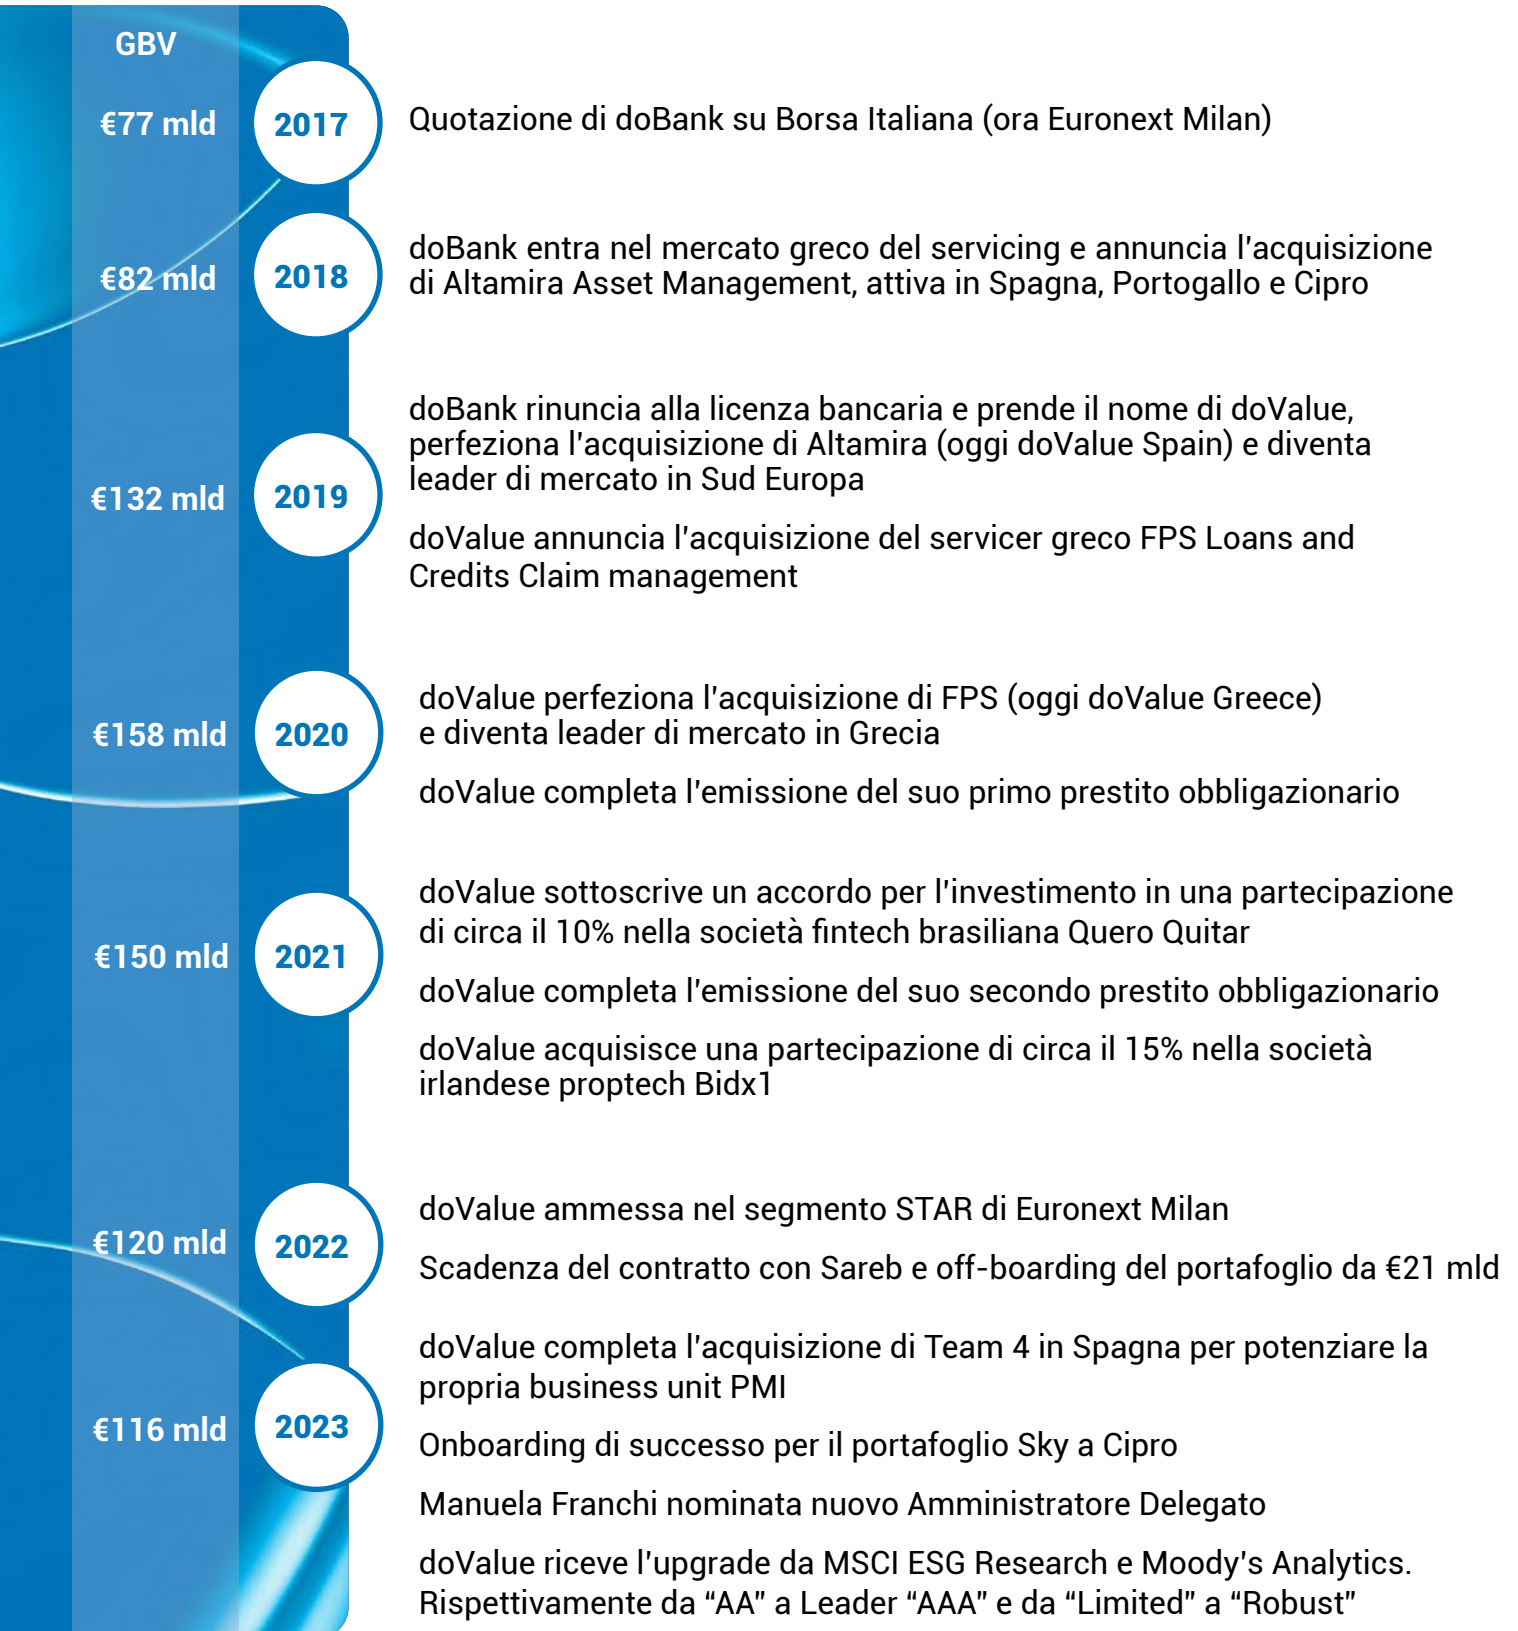 GBV
€77 mld
2017
Quotazione di doBank su Borsa Italiana (ora Euronext Milan)
€82 mld
2018
doBank entra nel mercato greco del servicing e annuncia l'acquisizione
di Altamira Asset Management, attiva in Spagna, Portogallo e Cipro
€132 mld
2019
doBank rinuncia alla licenza bancaria e prende il nome di doValue,
perfeziona l'acquisizione di Altamira (oggi doValue Spain) e diventa
leader di mercato in Sud Europa
doValue annuncia l'acquisizione del servicer greco FPS Loans and
Credits Claim management
€158 mld
2020
doValue perfeziona l'acquisizione di FPS (oggi doValue Greece)
e diventa leader di mercato in Grecia
doValue completa l'emissione del suo primo prestito obbligazionario
€150 mld
2021
doValue sottoscrive un accordo per l'investimento in una partecipazione
di circa il 10% nella società fintech brasiliana Quero Quitar
doValue completa l'emissione del suo secondo prestito obbligazionario
doValue acquisisce una partecipazione di circa il 15% nella società
irlandese proptech Bidx1
€120 mld
2022
doValue ammessa nel segmento STAR di Euronext Milan
Scadenza del contratto con Sareb e off-boarding del portafoglio da €21 mld
€116 mld
2023
doValue completa l'acquisizione di Team 4 in Spagna per potenziare la
propria business unit PMI
Onboarding di successo per il portafoglio Sky a Cipro
Manuela Franchi nominata nuovo Amministratore Delegato
doValue riceve l'upgrade da MSCI ESG Research e Moody's Analytics.
Rispettivamente da “AA” a Leader “AAA” e da “Limited” a “Robust”